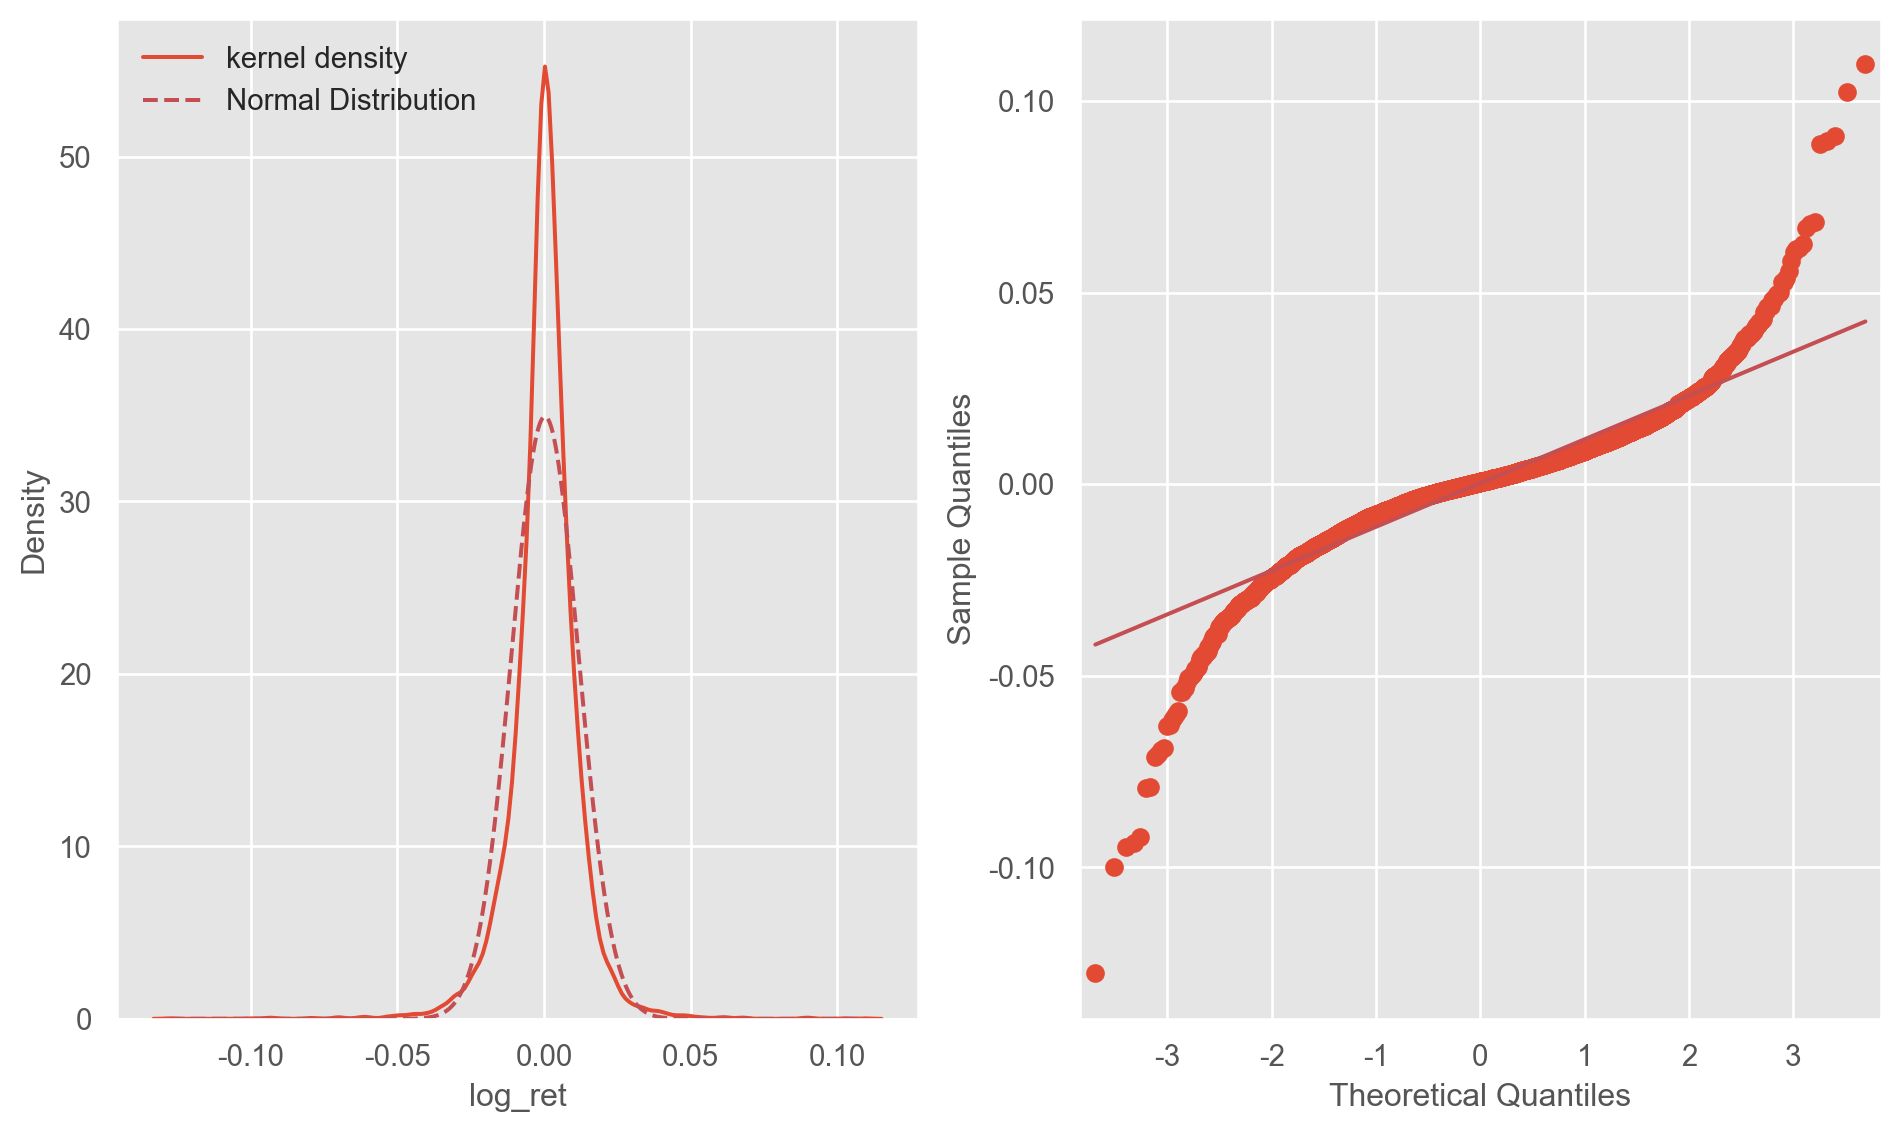 kernel density
Normal Distribution
50
40
30
20
10
0
Density
-0.10 -0.05 0.00 0.05 0.10
log_ret
0.10
0.05
0.00
-0.05
-0.10
Sample Quantiles
-3 -2 -1 0 1 2 3
Theoretical Quantiles